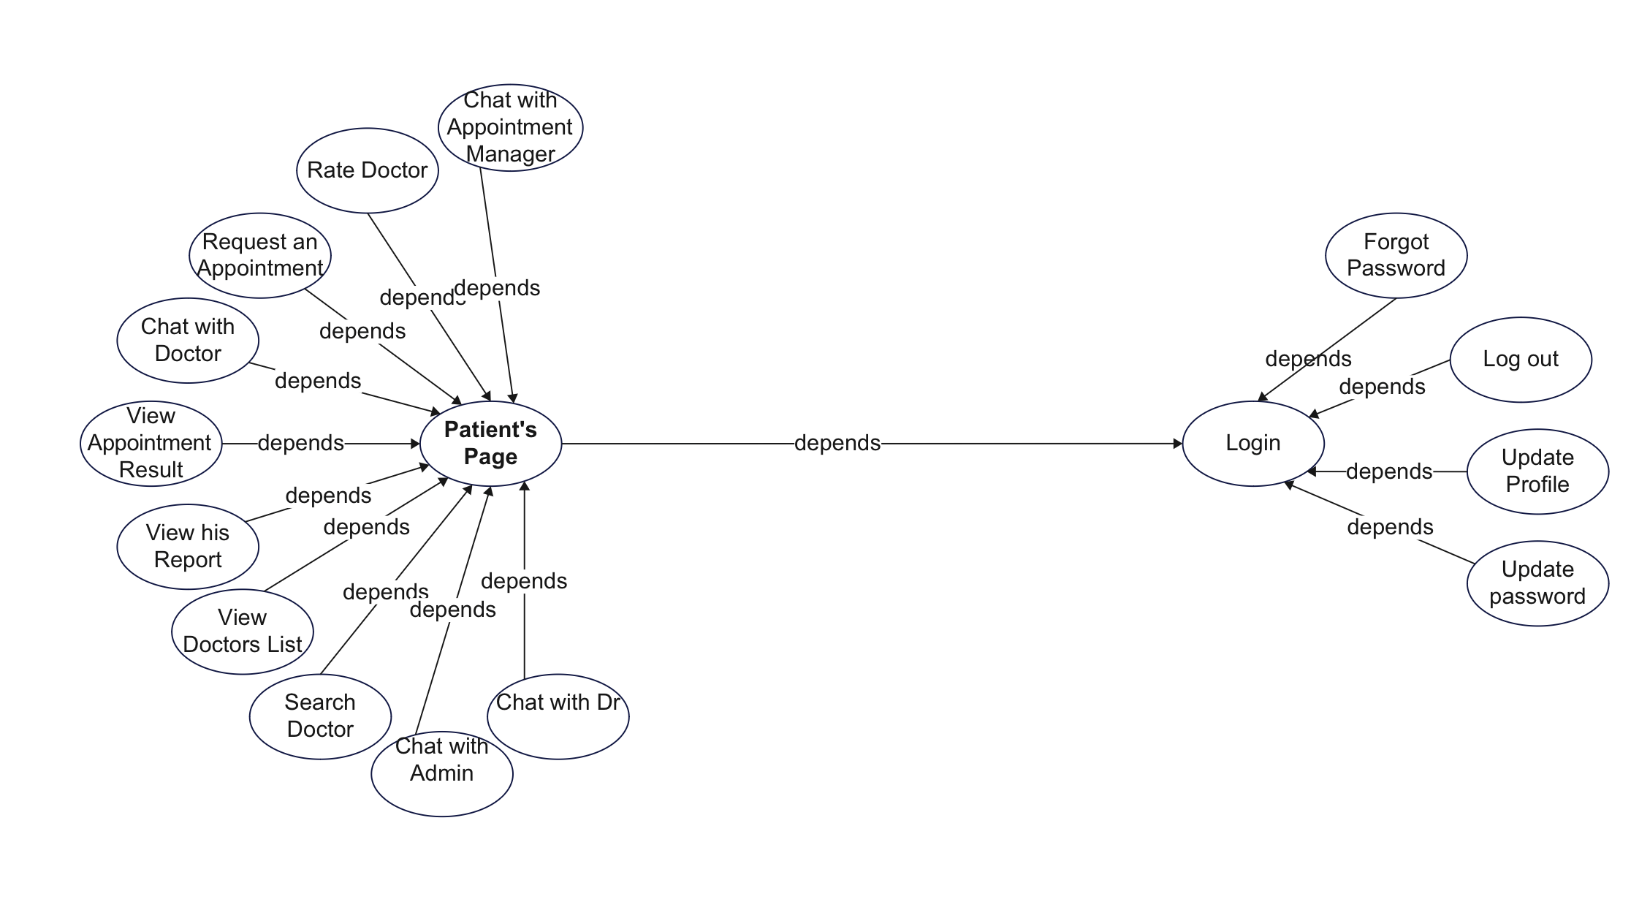 Chat with
Appointment
Manager
Rate Doctor
Request an
Appointment
Forgot
Password
depends
depends
depends
Chat with
Doctor
depends
Log out
depends
depends
View
Appointment
Result
depends
Patient's
Page
depends
Login
depends
Update
Profile
depends
View his
Report
depends
depends
Update
password
depends
depends
depends
View
Doctors List
Search
Doctor
Chat with Dr
Chat with
Admin